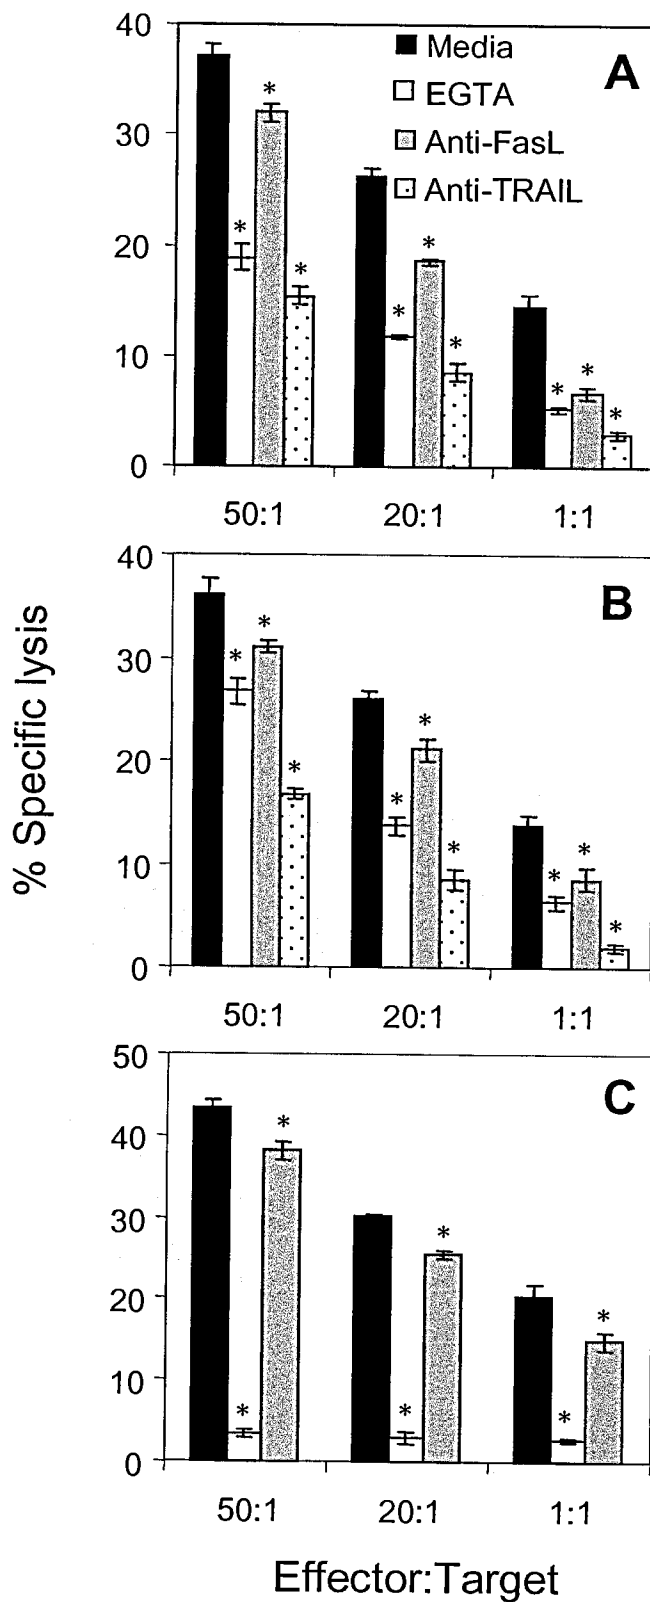 40
30
20
10
0
Media
EGTA
Anti-FasL
Anti-TRAIL
A
* * *
* * *
* * *
50:1 20:1 1:1
40
30
20
10
0
B
* * *
* * *
* * *
50:1 20:1 1:1
50
40
30
20
10
0
C
* *
* *
* *
50:1 20:1 1:1
% Specific lysis
Effector:Target